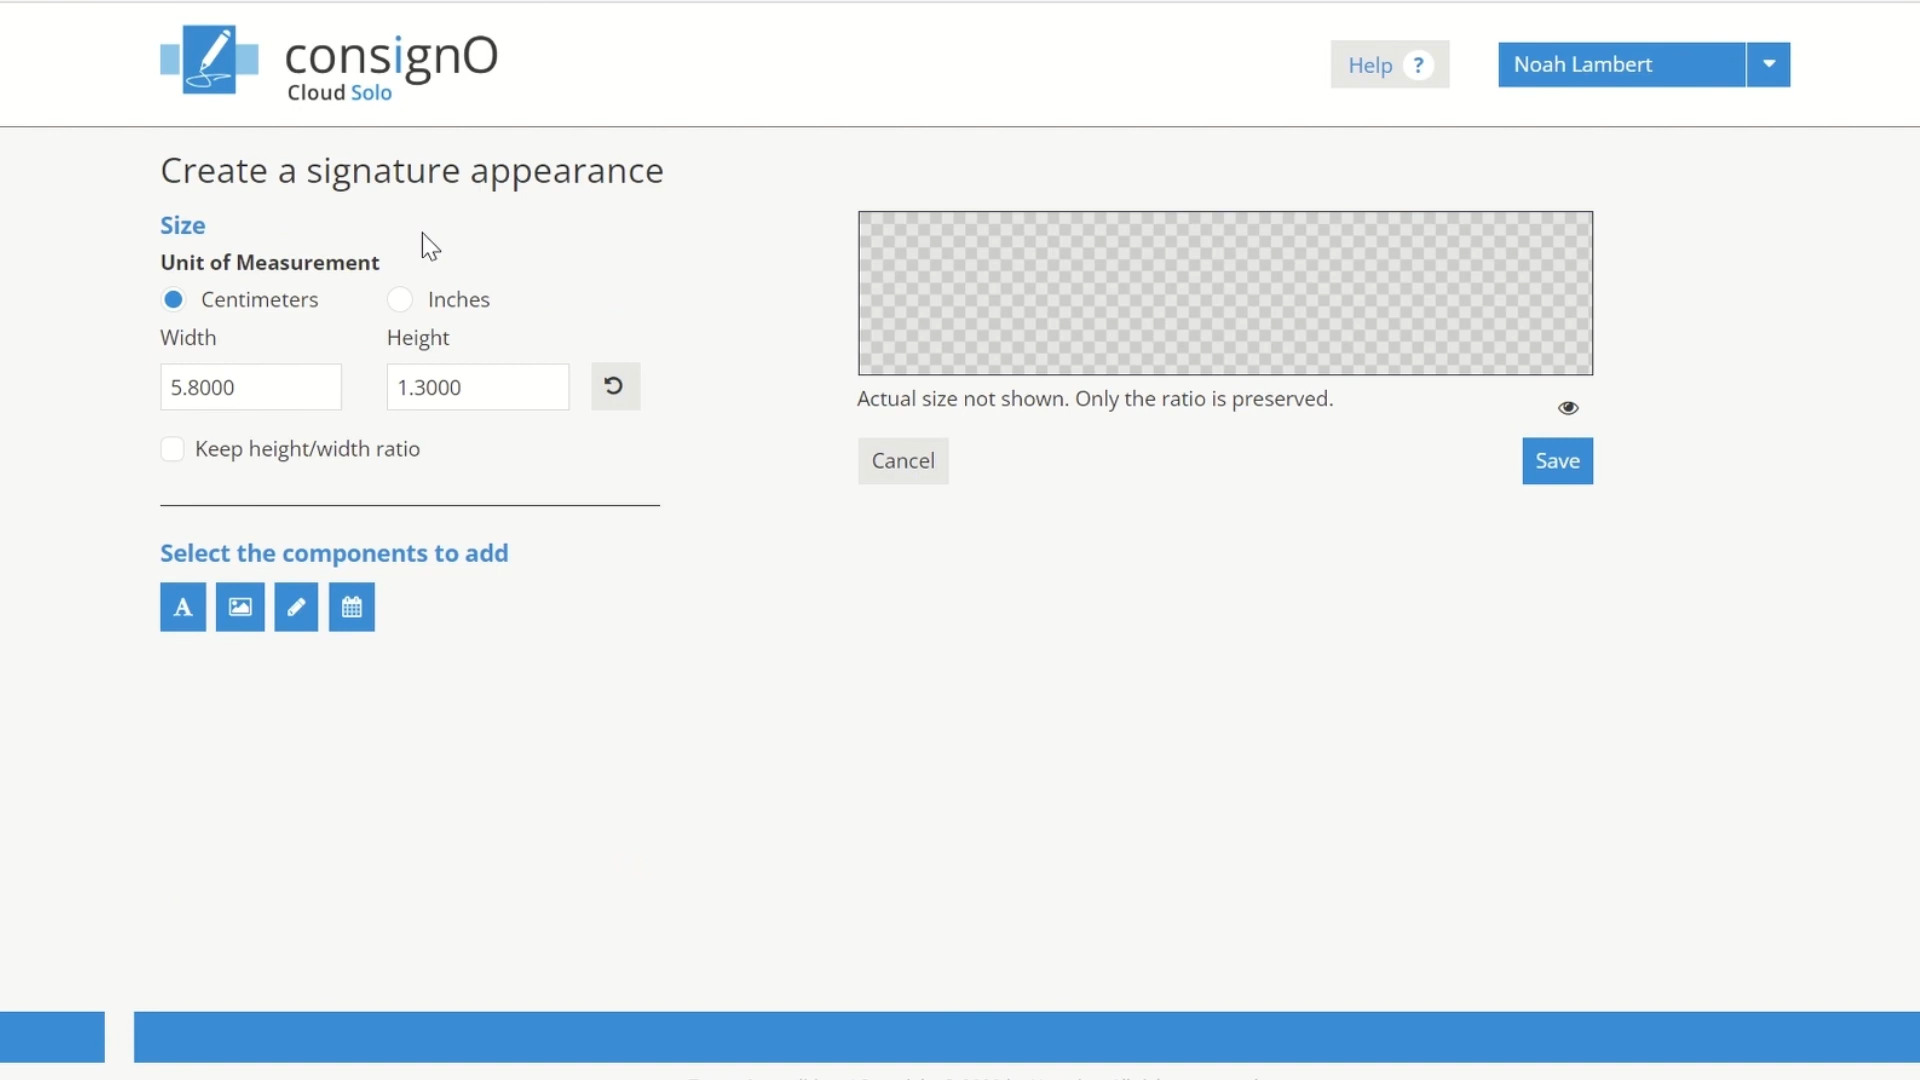 consignO
Cloud Solo
Help ?
Noah Lambert
Create a signature appearance
Size
Unit of Measurement
Centimeters
Inches
Width
Height
5.8000
1.3000
Actual size not shown. Only the ratio is preserved.
Keep height/width ratio
Cancel
Save
Select the components to add
A